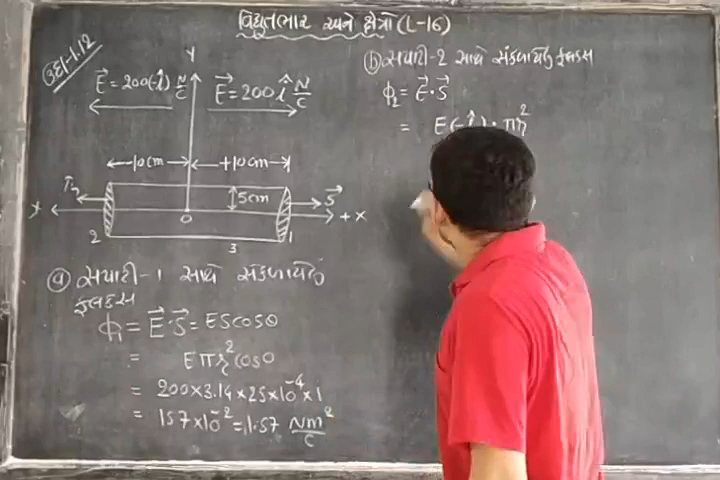 વિદ્યુતભાર અને ક્ષેત્રો (L-16)
ઉદા-1.12
Y
E⃗ = 200(-î) N/C
E⃗ = 200 î N/C
10cm
+10cm
5cm
S⃗
+X
O
2
3
1
ⓐ સપાટી-1 સાથે સંકળાયેલું
ફ્લક્સ
ϕ₁ = E⃗·S⃗ = ES cosθ
= Eπr² cosθ
= 200×3.14×25×10⁻⁴×1
= 157×10⁻² = 1.57 Nm²/C
ⓑ સપાટી-2 સાથે સંકળાયેલું ફ્લક્સ
ϕ₂ = E⃗·S⃗
= E(-î)·πr²